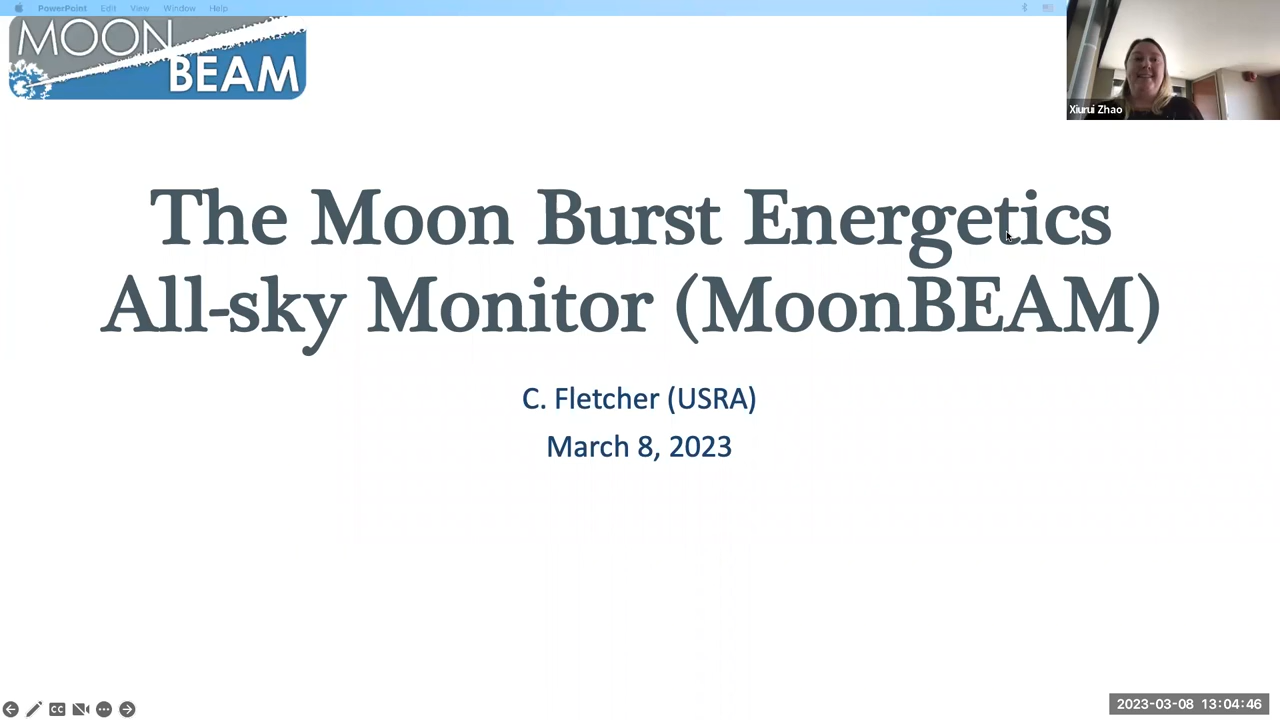 PowerPoint Edit View Window Help
MOON
BEAM
Xiurui Zhao
The Moon Burst Energetics
All-sky Monitor (MoonBEAM)
C. Fletcher (USRA)
March 8, 2023
CC
2023-03-08 13:04:46